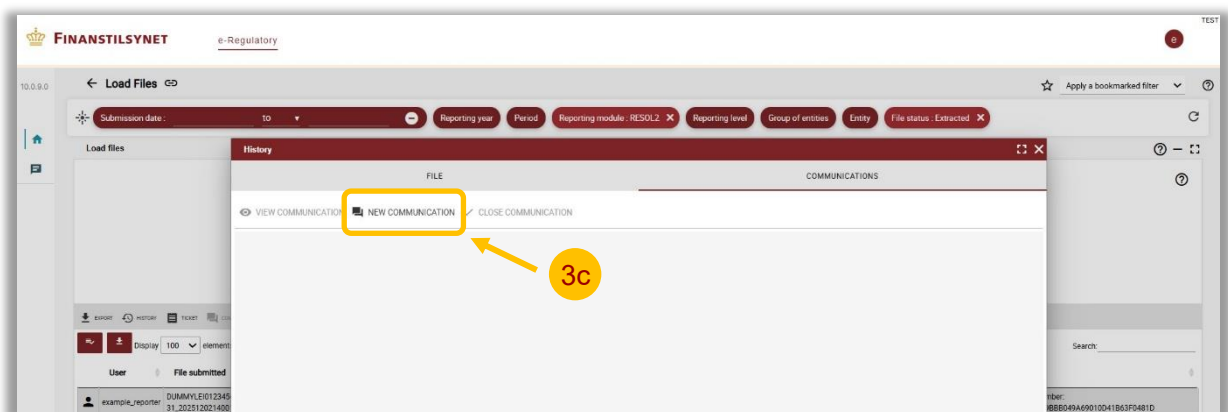 TEST
FINANSTILSYNET e-Regulatory e
10.0.9.0 Load Files Apply a bookmarked filter
Submission date : to Reporting year Period Reporting module : RESOL2 Reporting level Group of entities Entity File status : Extracted
Load files
History
FILE COMMUNICATIONS
VIEW COMMUNICATION NEW COMMUNICATION CLOSE COMMUNICATION
3c
EXPORT HISTORY TICKET
Display 100 element Search:
User File submitted
example_reporter DUMMYLEI012345
31_202512021400
mber: